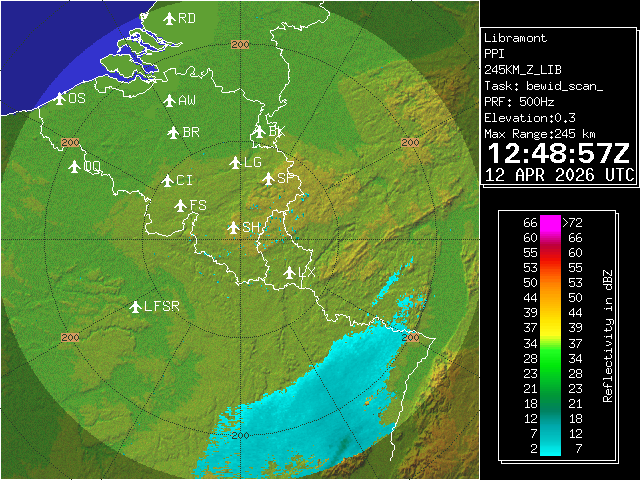 RD
200
OS
AW
BR
BK
200
200
QQ
LG
CI
SP
FS
SH
LX
LFSR
200
200
200
Libramont
PPI
245KM_Z_LIB
Task: bewid_scan_
PRF: 500Hz
Elevation:0.3
Max Range:245 km
12:48:57Z
12 APR 2026 UTC
66 >72
60 66
55 60
53 55
50 53
44 50
39 44
37 39
34 37
28 34
23 28
21 23
18 21
12 18
7 12
2 7
Reflectivity in dBZ